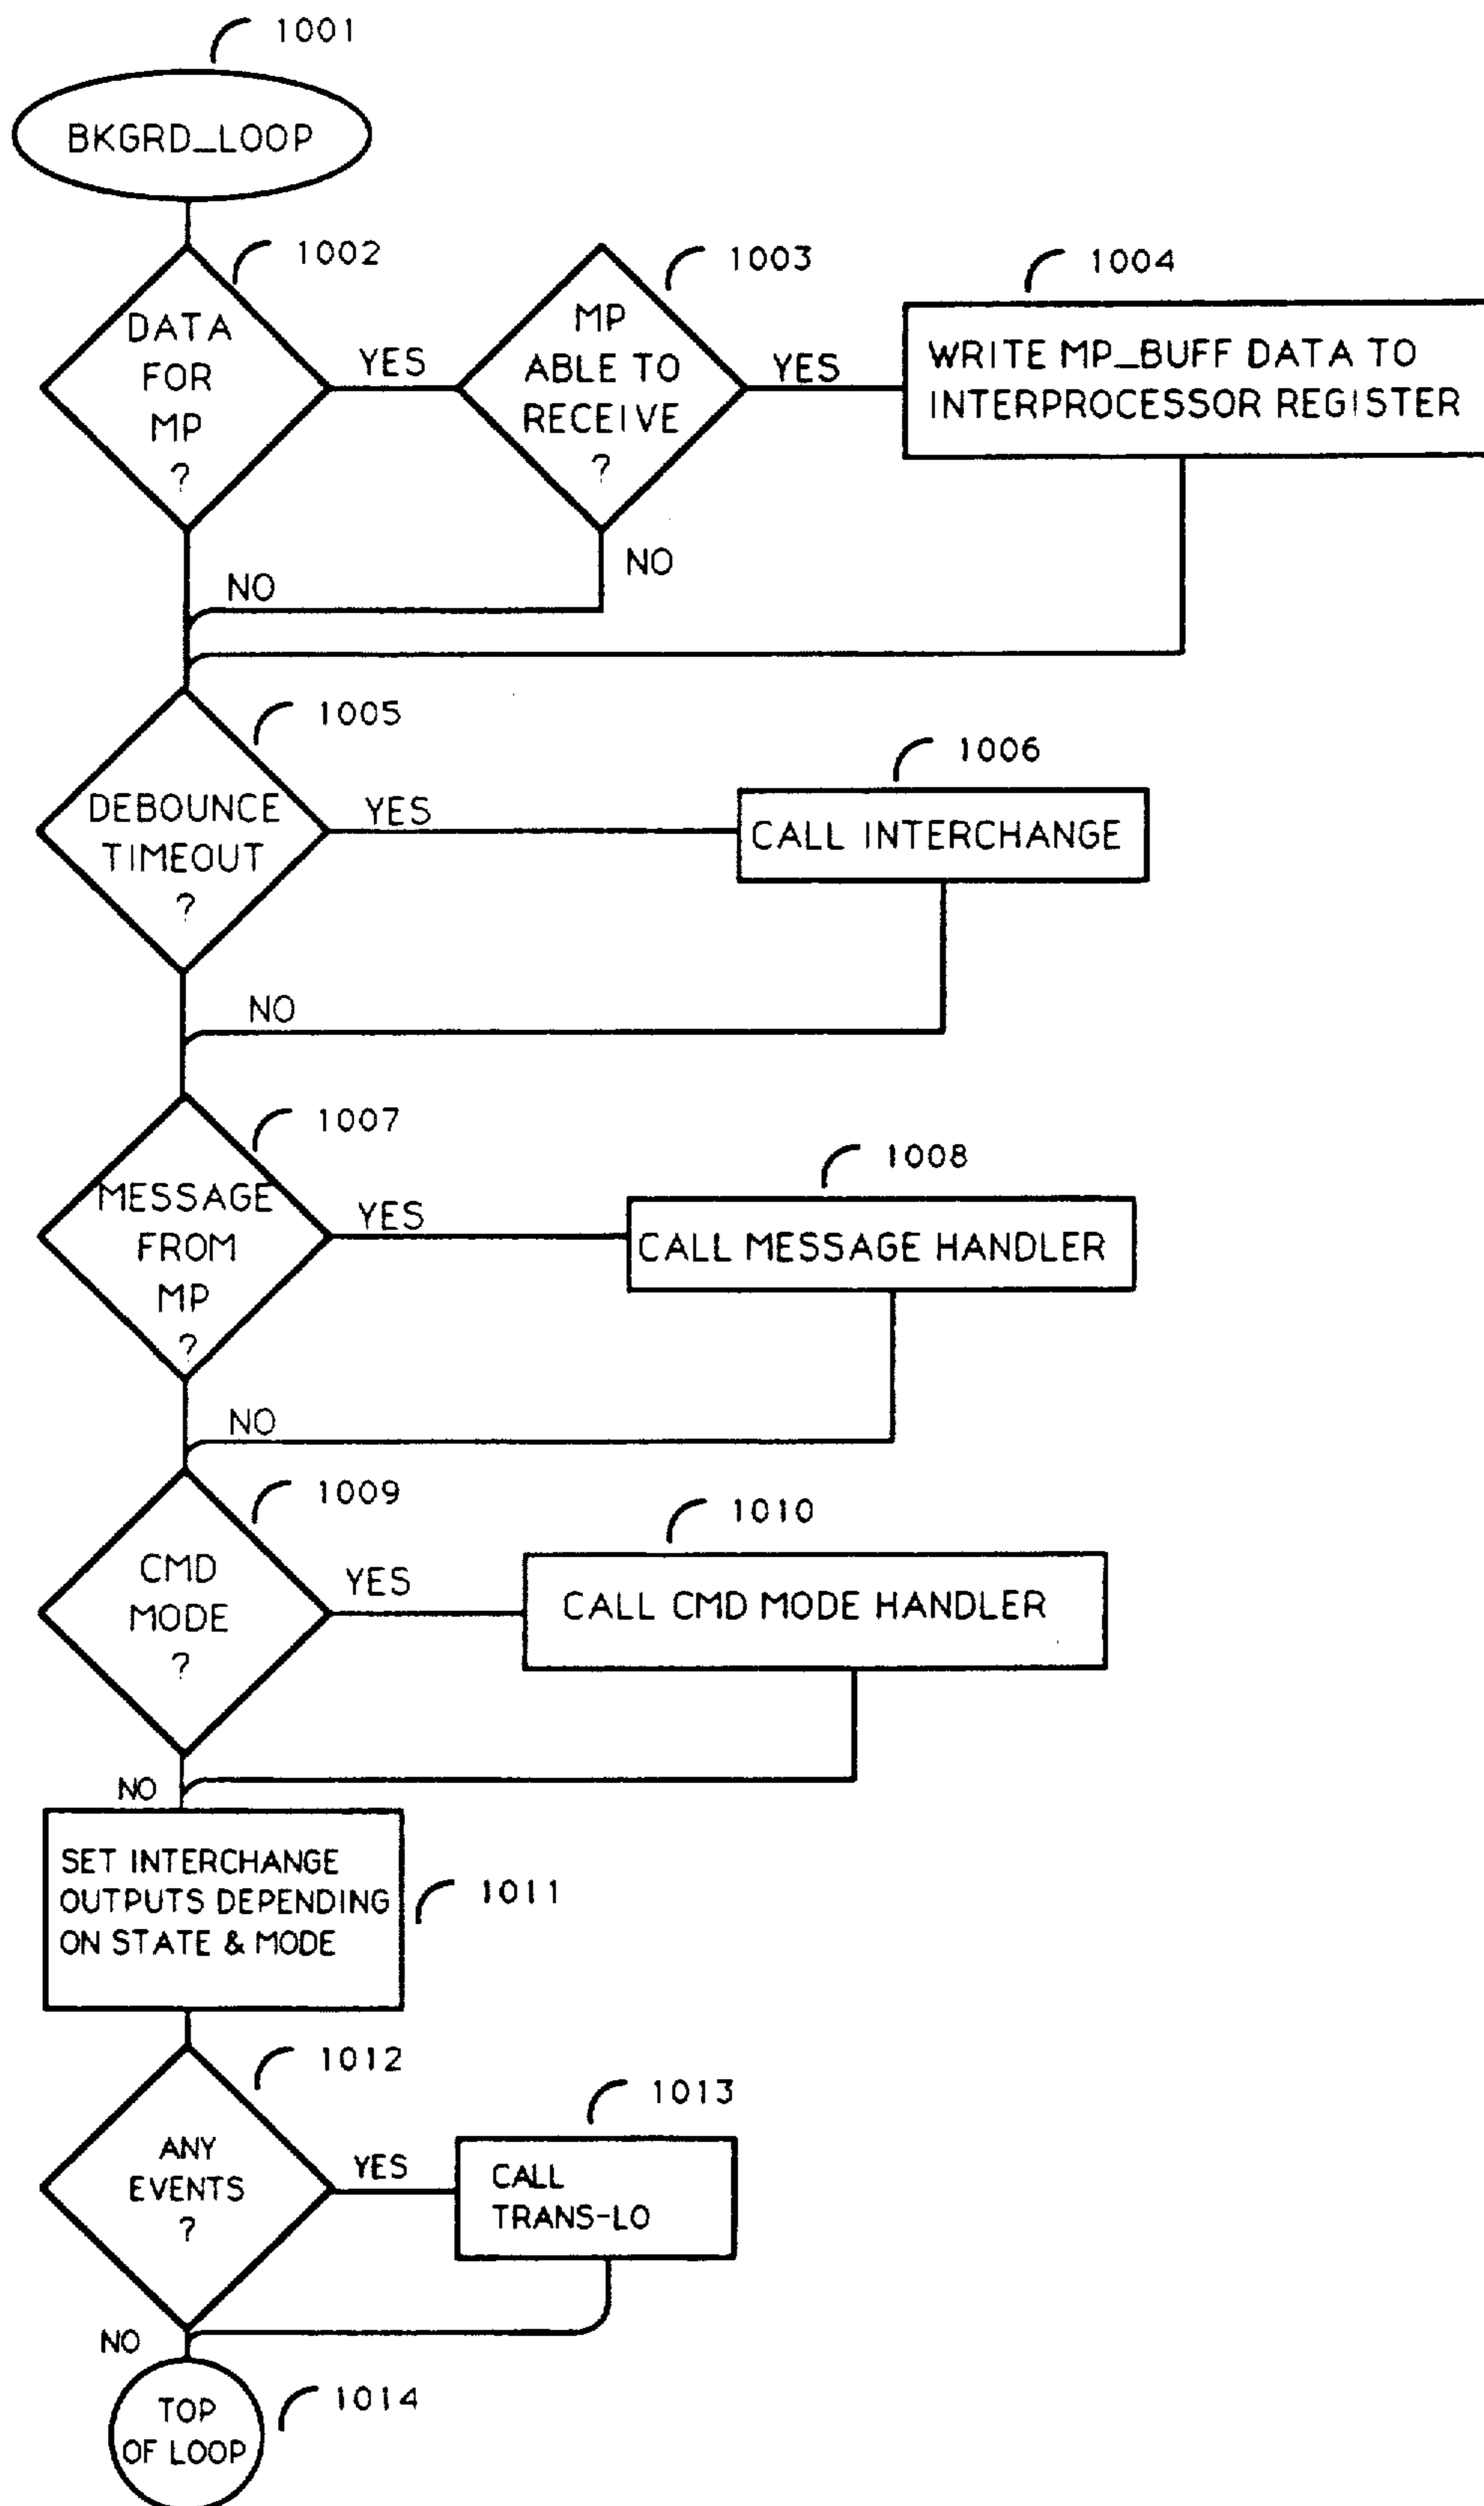 1001
BKGRD_LOOP
1002
DATA
FOR
MP
?
YES
NO
1003
MP
ABLE TO
RECEIVE
?
YES
NO
1004
WRITE MP_BUFF DATA TO
INTERPROCESSOR REGISTER
1005
DEBOUNCE
TIMEOUT
?
YES
NO
1006
CALL INTERCHANGE
1007
MESSAGE
FROM
MP
?
YES
NO
1008
CALL MESSAGE HANDLER
1009
CMD
MODE
?
YES
NO
1010
CALL CMD MODE HANDLER
SET INTERCHANGE
OUTPUTS DEPENDING
ON STATE & MODE
1011
1012
ANY
EVENTS
?
YES
NO
1013
CALL
TRANS-LO
TOP
OF LOOP
1014